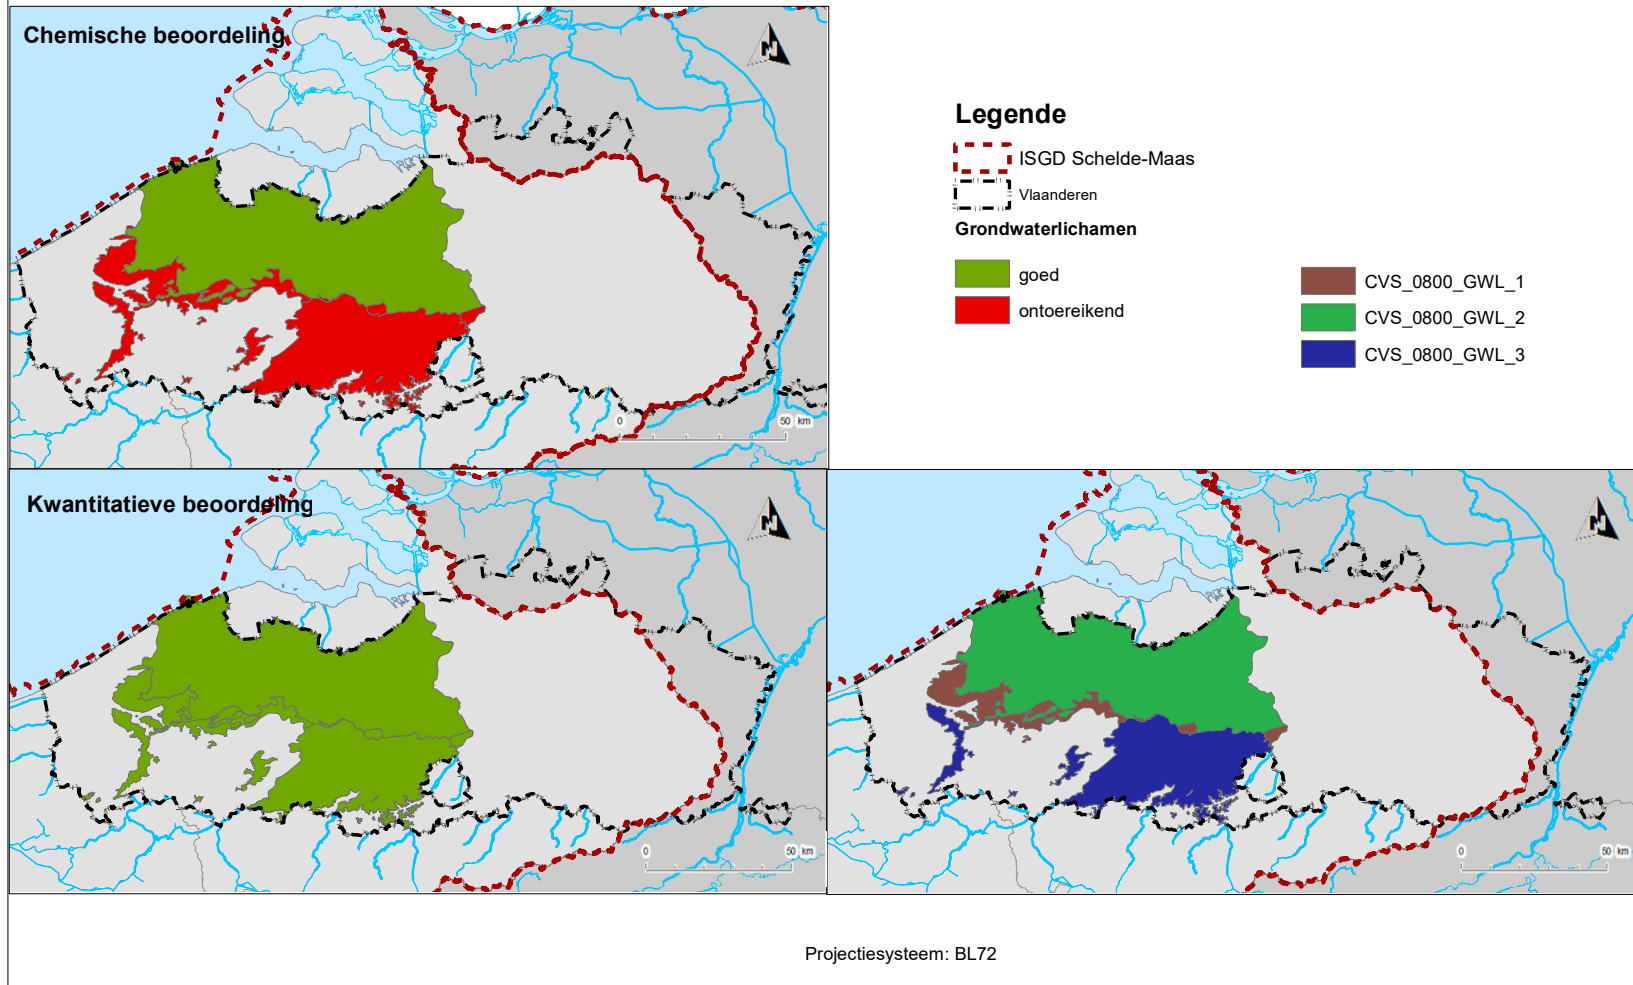 Chemische beoordeling
N
0 50 km
Legende
ISGD Schelde-Maas
Vlaanderen
Grondwaterlichamen
goed
ontoereikend
CVS_0800_GWL_1
CVS_0800_GWL_2
CVS_0800_GWL_3
Kwantitatieve beoordeling
N
0 50 km
N
0 50 km
Projectiesysteem: BL72